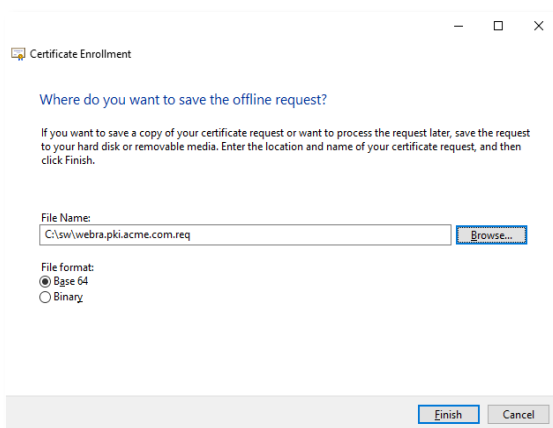 Certificate Enrollment
Where do you want to save the offline request?
If you want to save a copy of your certificate request or want to process the request later, save the request
to your hard disk or removable media. Enter the location and name of your certificate request, and then
click Finish.
File Name:
C:\sw\webra.pki.acme.com.req
Browse...
File format:
Base 64
Binary
Finish
Cancel